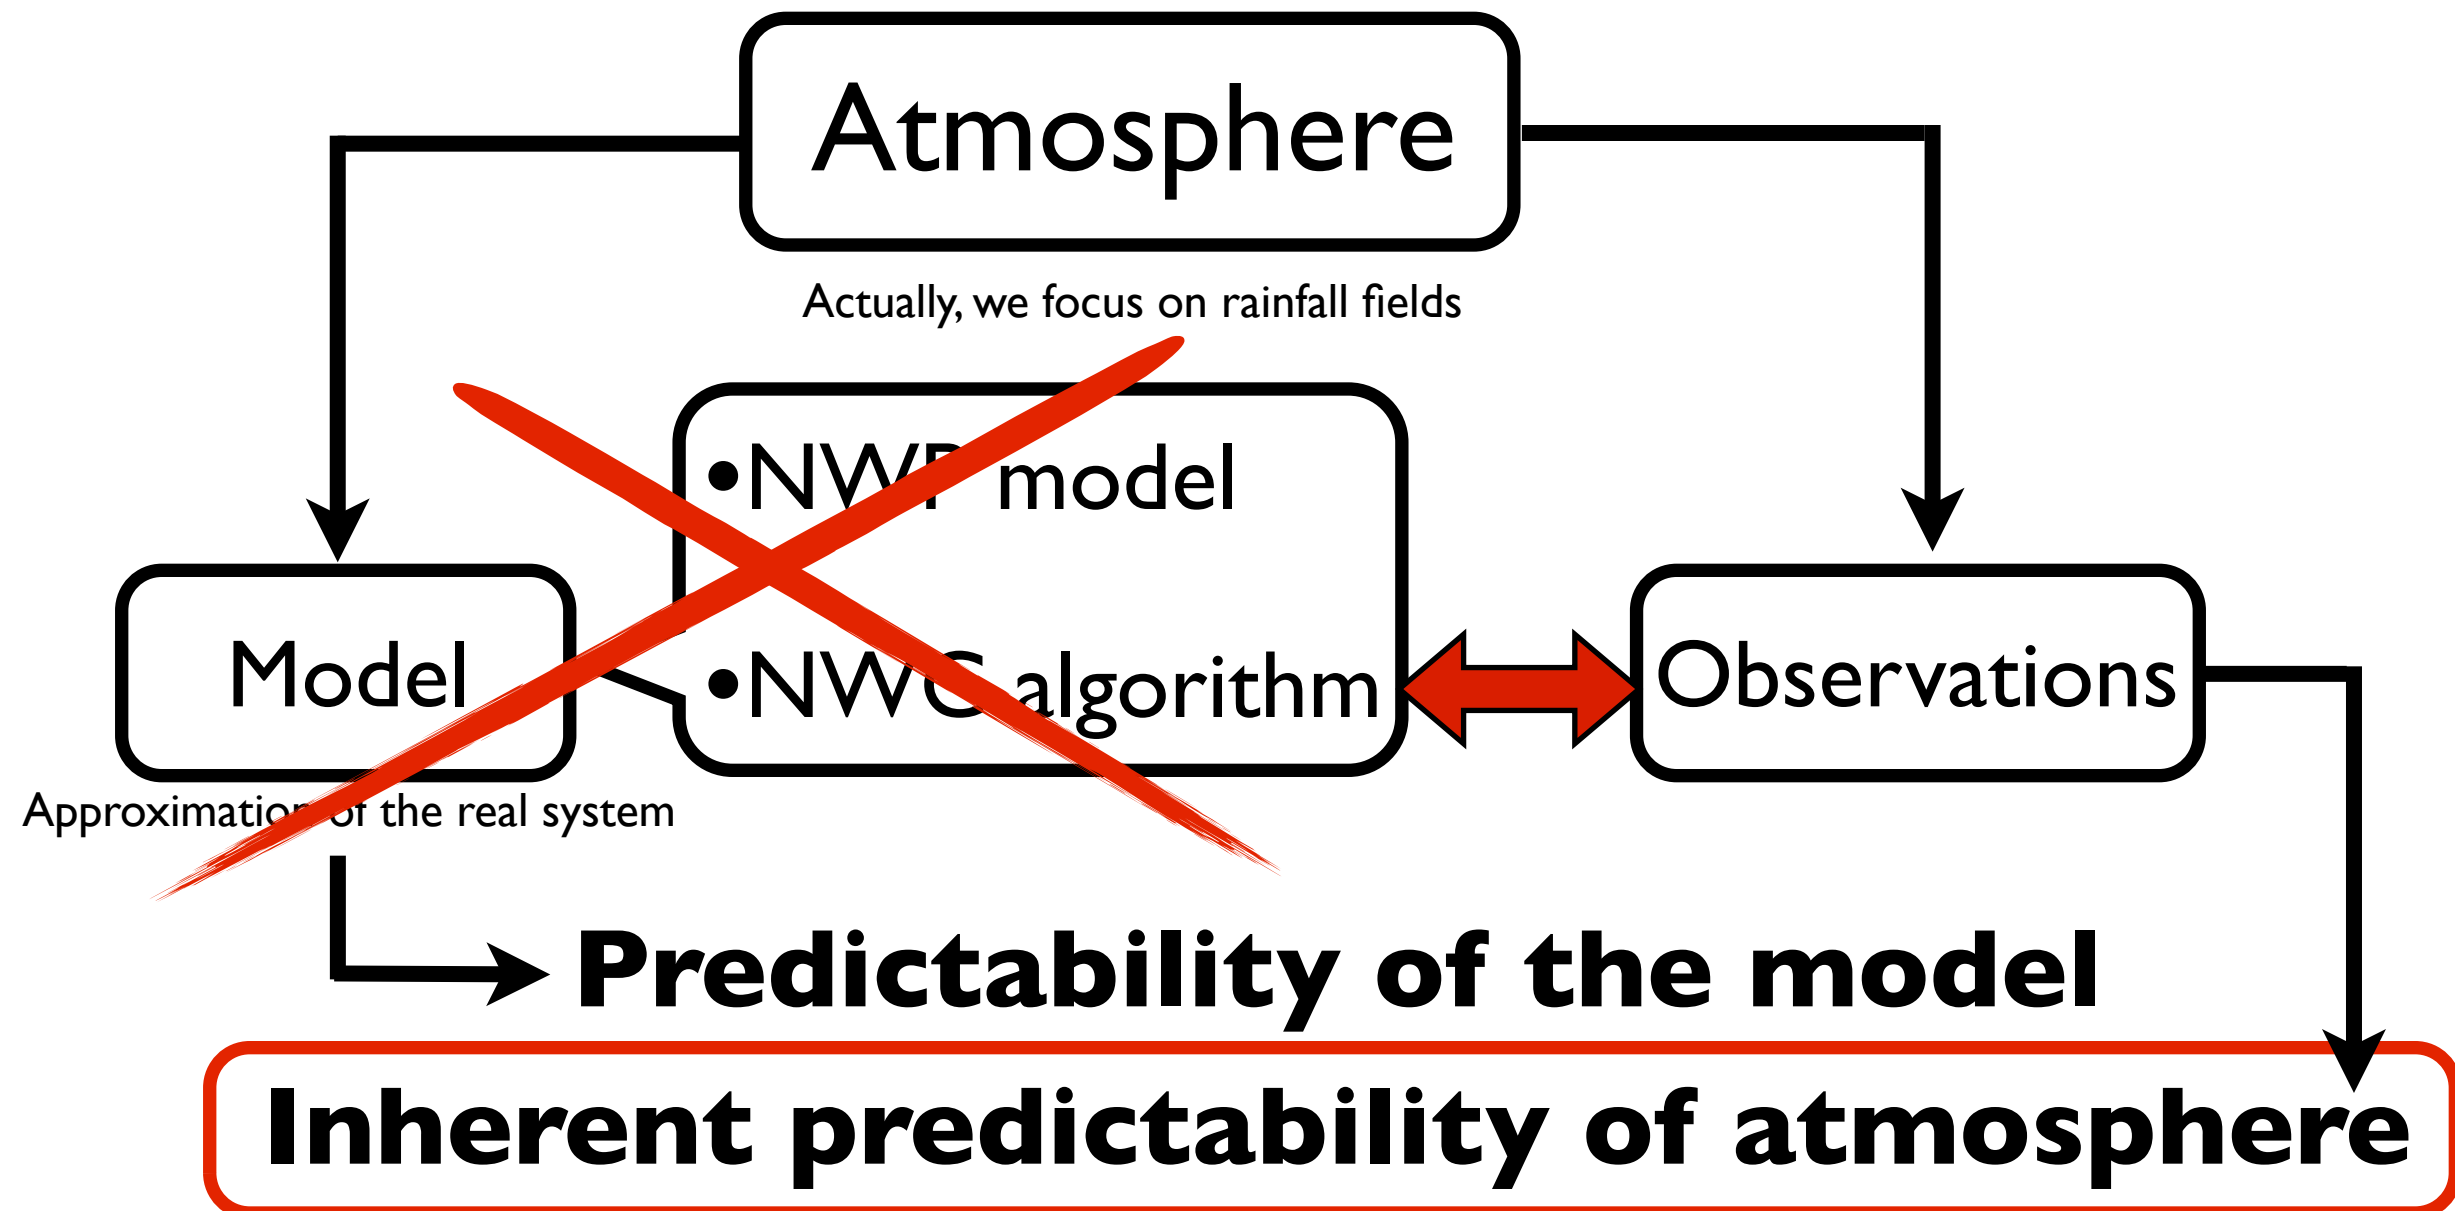 Atmosphere
Actually, we focus on rainfall fields
•NWP model
Model
•NWC algorithm
Observations
Approximation of the real system
Predictability of the model
Inherent predictability of atmosphere